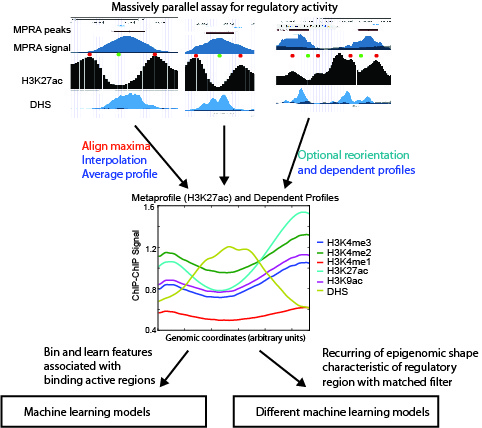 Massively parallel assay for regulatory activity
MPRA peaks
MPRA signal
H3K27ac
DHS
Align maxima
Interpolation
Average profile
Optional reorientation
and dependent profiles
Metaprofile (H3K27ac) and Dependent Profiles
1.6
1.2
0.8
0.4
ChIP-ChIP Signal
H3K4me3
H3K4me2
H3K4me1
H3K27ac
H3K9ac
DHS
Genomic coordinates (arbitrary units)
Bin and learn features
associated with
binding active regions
Recurring of epigenomic shape
characteristic of regulatory
region with matched filter
Machine learning models
Different machine learning models